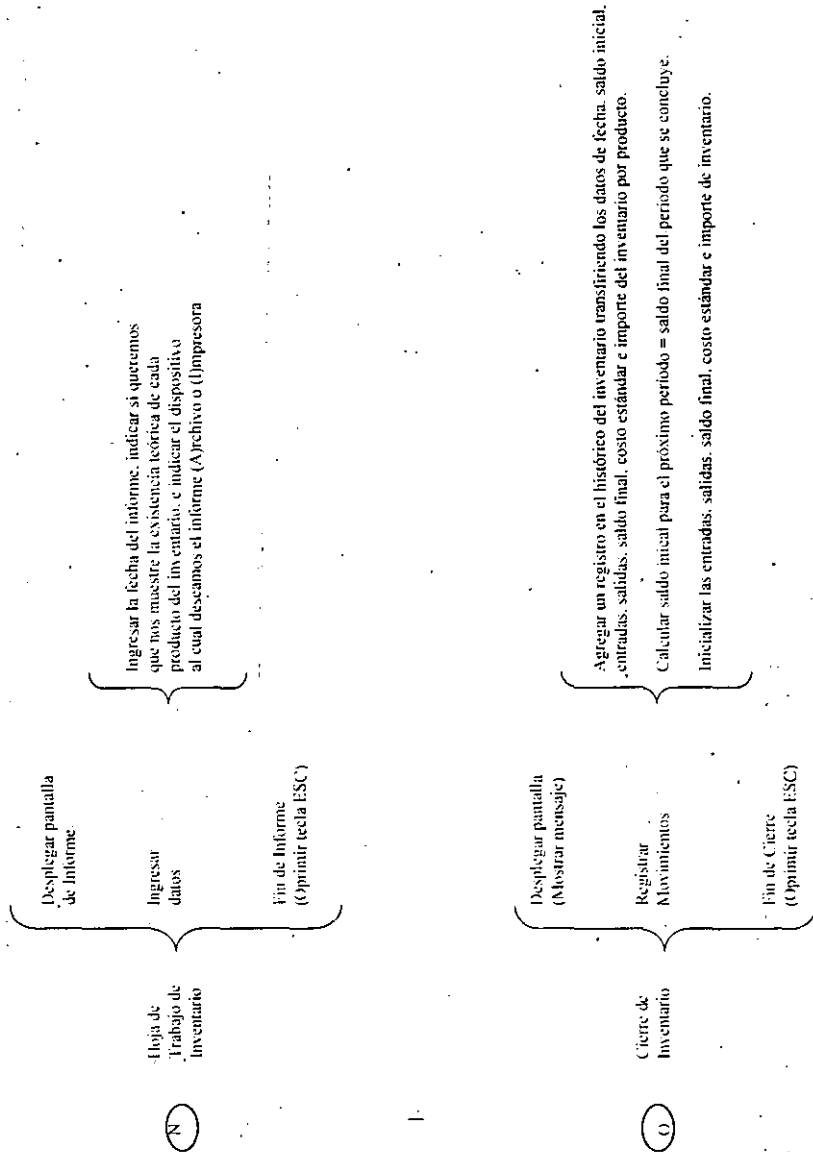 N
Hoja de
Trabajo de
Inventario
Desplegar pantalla
de Informe.
Ingresar
datos
Fin de Informe
(Oprimir tecla ESC)
Ingresar la fecha del informe, indicar si queremos
que nos muestre la existencia teórica de cada
producto del inventario, e indicar el dispositivo
al cual deseamos el informe (A)rchivo o (I)mpresora
O
Cierre de
Inventario
Desplegar pantalla
(Mostrar mensaje)
Registrar
Movimientos
Fin de Cierre
(Oprimir tecla ESC)
Agregar un registro en el histórico del inventario transfiriendo los datos de fecha, saldo inicial,
entradas, salidas, saldo final, costo estándar e importe del inventario por producto.
Calcular saldo inical para el próximo periodo = saldo final del periodo que se concluye.
Inicializar las entradas, salidas, saldo final, costo estándar e importe de inventario.